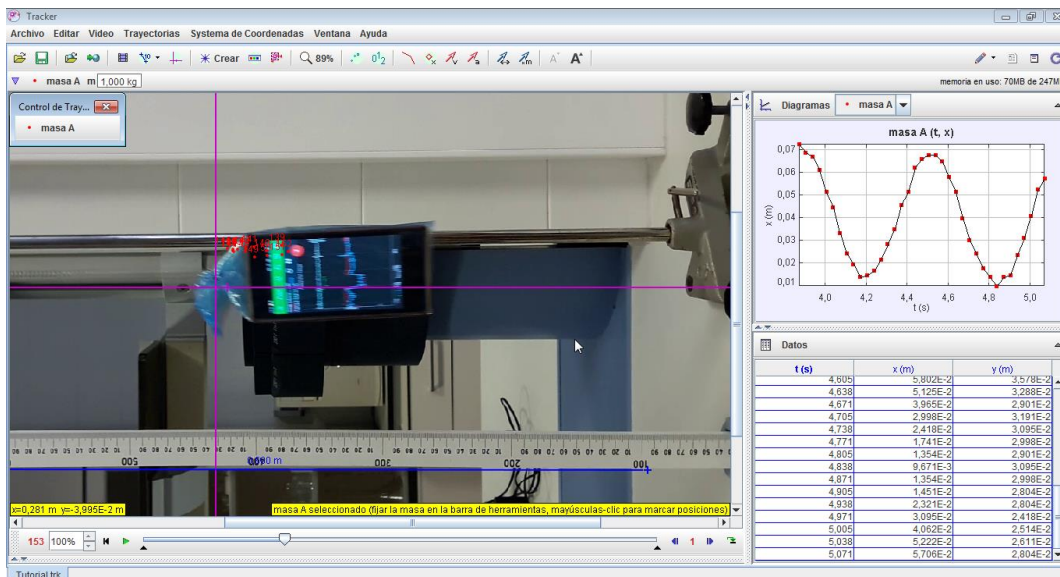 Tracker
Archivo Editar Video Trayectorias Systema de Coordenadas Ventana Ayuda
Crear 89%
masa A m 1,000 kg memoria en uso: 70MB de 247M
Control de Tray...
masa A
Diagramas masa A
masa A (t, x)
0,07
0,06
0,05
x (m)
0,04
0,03
0,02
0,01
4,0 4,2 4,4 4,6 4,8 5,0
t (s)
Datos
t (s) x (m) y (m)
4,605 5,802E-2 3,578E-2
4,638 5,125E-2 3,288E-2
4,671 3,965E-2 2,901E-2
4,705 2,998E-2 3,191E-2
4,738 2,418E-2 3,095E-2
4,771 1,741E-2 2,998E-2
4,805 1,354E-2 2,901E-2
4,838 9,671E-3 3,095E-2
4,871 1,354E-2 2,998E-2
4,905 1,451E-2 2,804E-2
4,938 2,321E-2 2,804E-2
4,971 3,095E-2 2,418E-2
5,005 4,062E-2 2,514E-2
5,038 5,222E-2 2,611E-2
5,071 5,706E-2 2,804E-2
500 300 200 100
x=0,281 m y=-3,995E-2 m
masa A seleccionado (fijar la masa en la barra de herramientas, mayúsculas-clic para marcar posiciones)
153 100% 1
Tutorial.trk